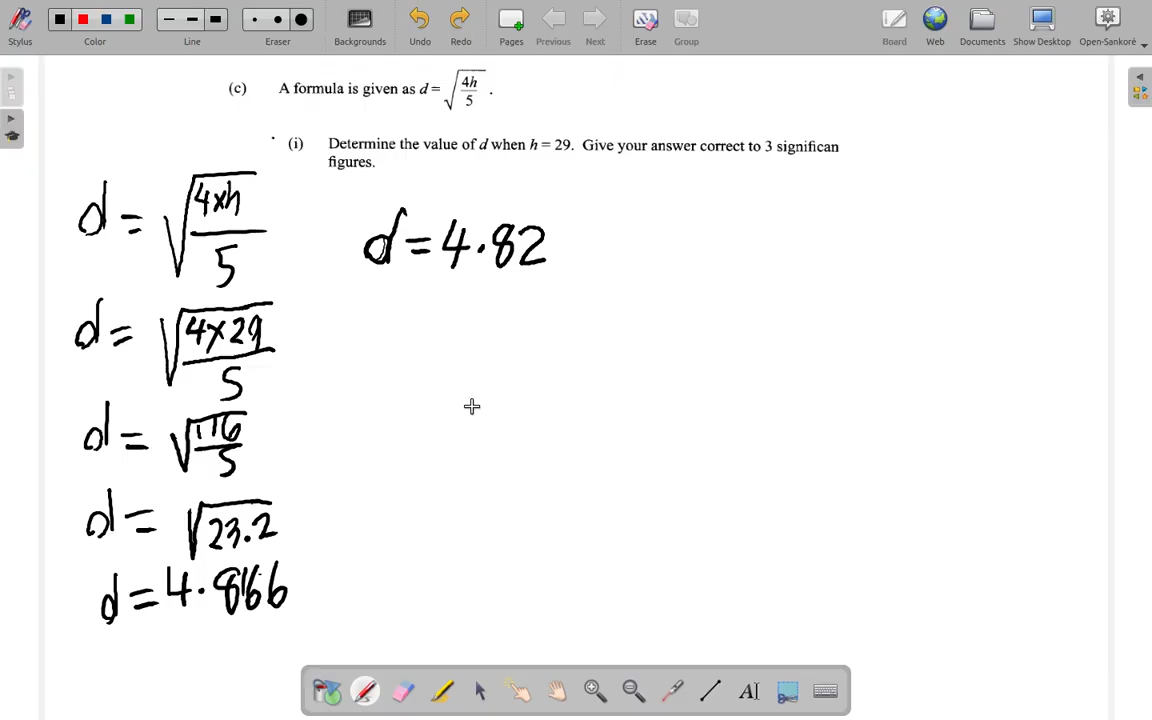 Stylus Color Line Eraser Backgrounds Undo Redo Pages Previous Next Erase Group Board Web Documents Show Desktop Open-Sankoré
(c) A formula is given as d = √(4h/5) .
(i) Determine the value of d when h = 29. Give your answer correct to 3 significan
figures.
d = √(4×h/5)
d = 4.82
d = √(4×29/5)
d = √(116/5)
d = √23.2
d = 4.8166
AI